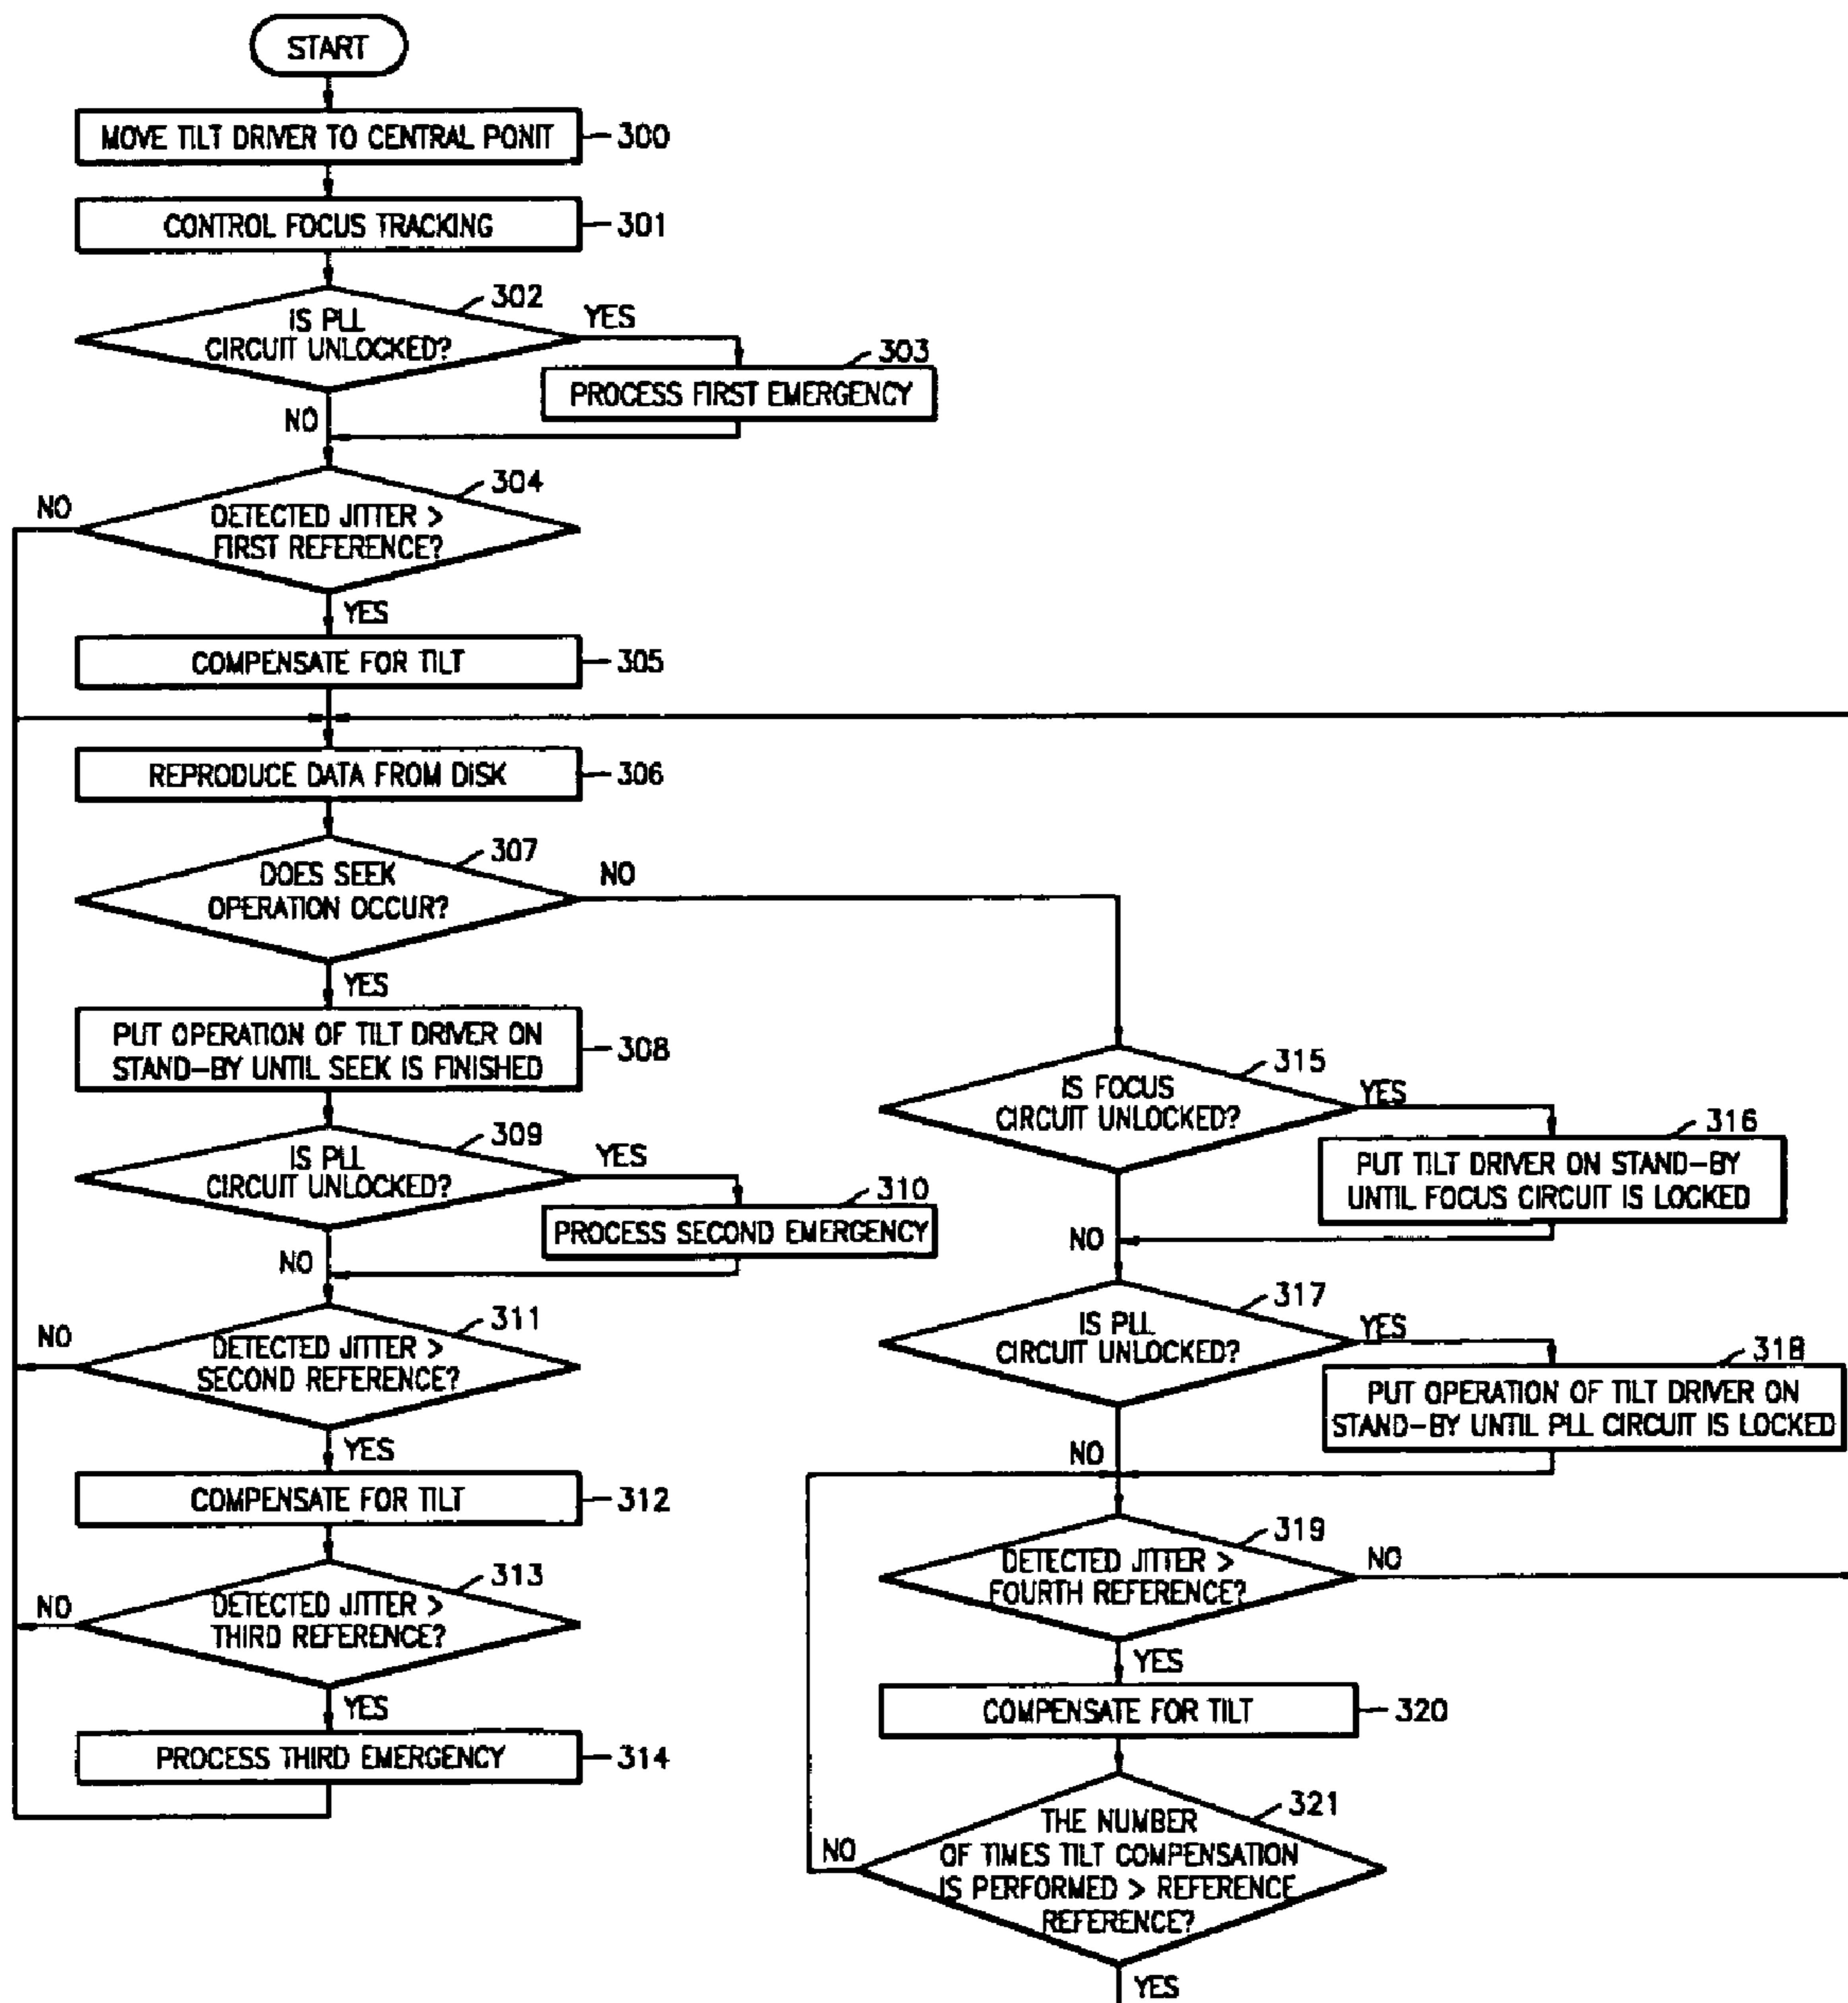 START
MOVE TILT DRIVER TO CENTRAL PONIT
300
CONTROL FOCUS TRACKING
301
302
IS PLL
CIRCUIT UNLOCKED?
YES
303
PROCESS FIRST EMERGENCY
NO
304
NO
DETECTED JITTER >
FIRST REFERENCE?
YES
COMPENSATE FOR TILT
305
REPRODUCE DATA FROM DISK
306
307
DOES SEEK
OPERATION OCCUR?
NO
YES
PUT OPERATION OF TILT DRIVER ON
STAND-BY UNTIL SEEK IS FINISHED
308
309
IS PLL
CIRCUIT UNLOCKED?
YES
310
PROCESS SECOND EMERGENCY
NO
311
NO
DETECTED JITTER >
SECOND REFERENCE?
YES
COMPENSATE FOR TILT
312
313
NO
DETECTED JITTER >
THIRD REFERENCE?
YES
PROCESS THIRD EMERGENCY
314
315
IS FOCUS
CIRCUIT UNLOCKED?
YES
316
PUT TILT DRIVER ON STAND-BY
UNTIL FOCUS CIRCUIT IS LOCKED
NO
317
IS PLL
CIRCUIT UNLOCKED?
YES
318
PUT OPERATION OF TILT DRIVER ON
STAND-BY UNTIL PLL CIRCUIT IS LOCKED
NO
319
DETECTED JITTER >
FOURTH REFERENCE?
NO
YES
COMPENSATE FOR TILT
320
321
THE NUMBER
OF TIMES TILT COMPENSATION
IS PERFORMED > REFERENCE
REFERENCE?
NO
YES